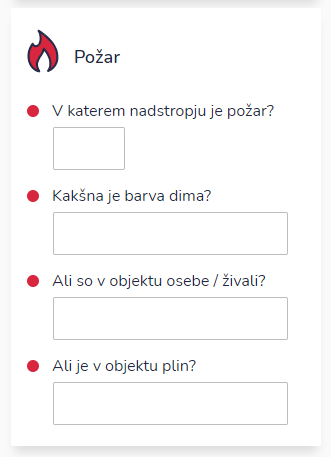 Požar
V katerem nadstropju je požar?
Kakšna je barva dima?
Ali so v objektu osebe / živali?
Ali je v objektu plin?